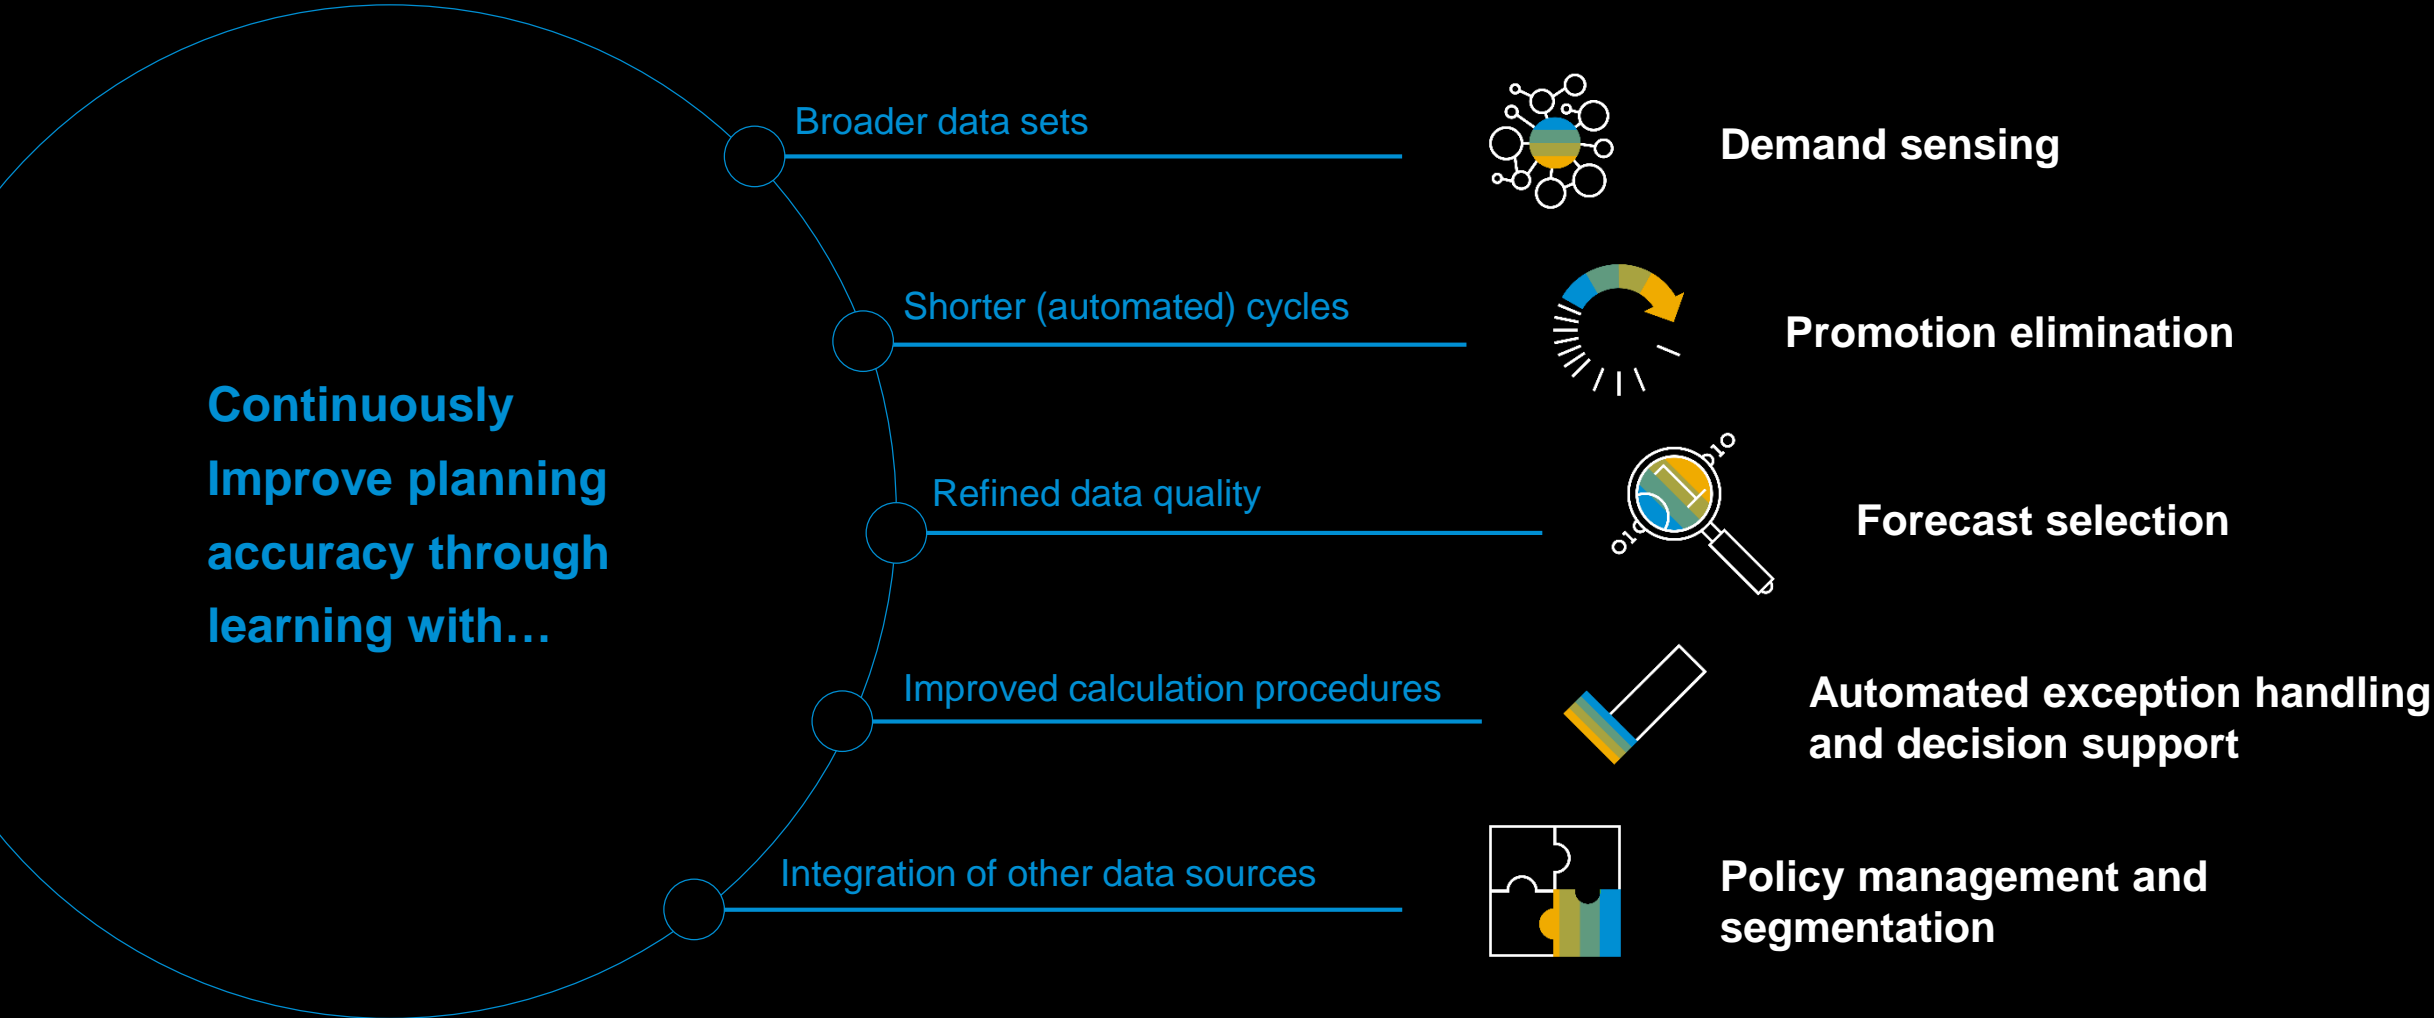 Continuously
Improve planning
accuracy through
learning with…
Broader data sets
Demand sensing
Shorter (automated) cycles
Promotion elimination
Refined data quality
Forecast selection
Improved calculation procedures
Automated exception handling
and decision support
Integration of other data sources
Policy management and
segmentation